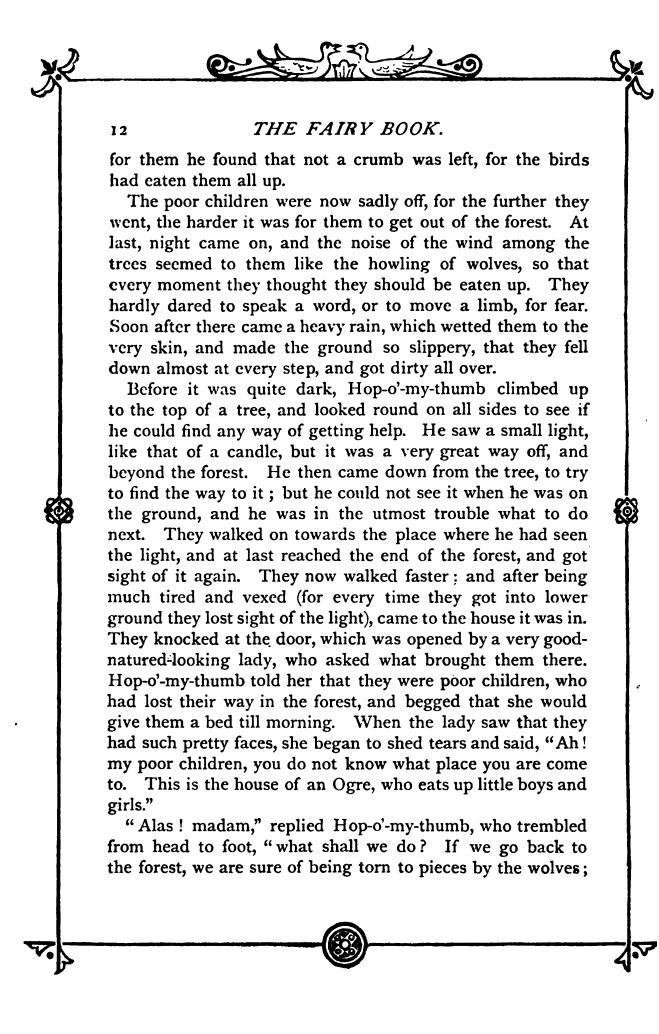 12 THE FAIRY BOOK.
for them he found that not a crumb was left, for the birds
had eaten them all up.
The poor children were now sadly off, for the further they
went, the harder it was for them to get out of the forest. At
last, night came on, and the noise of the wind among the
trees seemed to them like the howling of wolves, so that
every moment they thought they should be eaten up. They
hardly dared to speak a word, or to move a limb, for fear.
Soon after there came a heavy rain, which wetted them to the
very skin, and made the ground so slippery, that they fell
down almost at every step, and got dirty all over.
Before it was quite dark, Hop-o'-my-thumb climbed up
to the top of a tree, and looked round on all sides to see if
he could find any way of getting help. He saw a small light,
like that of a candle, but it was a very great way off, and
beyond the forest. He then came down from the tree, to try
to find the way to it ; but he could not see it when he was on
the ground, and he was in the utmost trouble what to do
next. They walked on towards the place where he had seen
the light, and at last reached the end of the forest, and got
sight of it again. They now walked faster ; and after being
much tired and vexed (for every time they got into lower
ground they lost sight of the light), came to the house it was in.
They knocked at the door, which was opened by a very good-
natured-looking lady, who asked what brought them there.
Hop-o'-my-thumb told her that they were poor children, who
had lost their way in the forest, and begged that she would
give them a bed till morning. When the lady saw that they
had such pretty faces, she began to shed tears and said, "Ah !
my poor children, you do not know what place you are come
to. This is the house of an Ogre, who eats up little boys and
girls."
"Alas ! madam," replied Hop-o'-my-thumb, who trembled
from head to foot, "what shall we do ? If we go back to
the forest, we are sure of being torn to pieces by the wolves ;